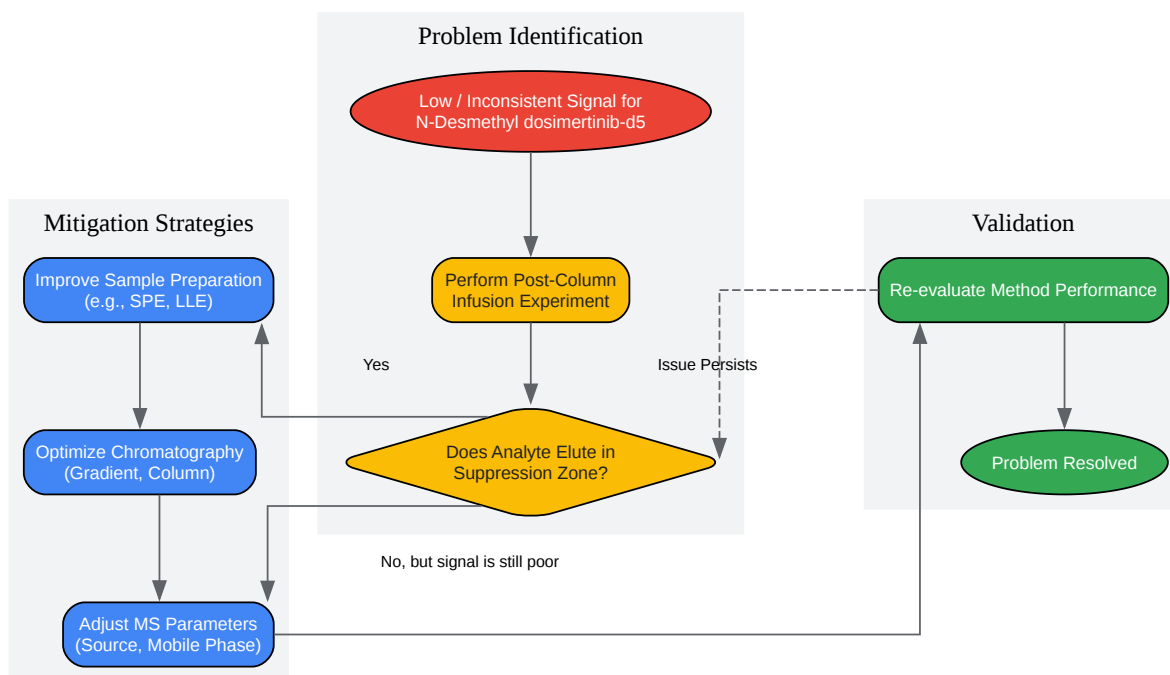 Problem Identification
Low / Inconsistent Signal for
N-Desmethyl dosimertinib-d5
Mitigation Strategies
Validation
Improve Sample Preparation
(e.g., SPE, LLE)
Perform Post-Column
Infusion Experiment
Re-evaluate Method Performance
Yes
Issue Persists
Optimize Chromatography
(Gradient, Column)
Does Analyte Elute in
Suppression Zone?
Problem Resolved
No, but signal is still poor
Adjust MS Parameters
(Source, Mobile Phase)